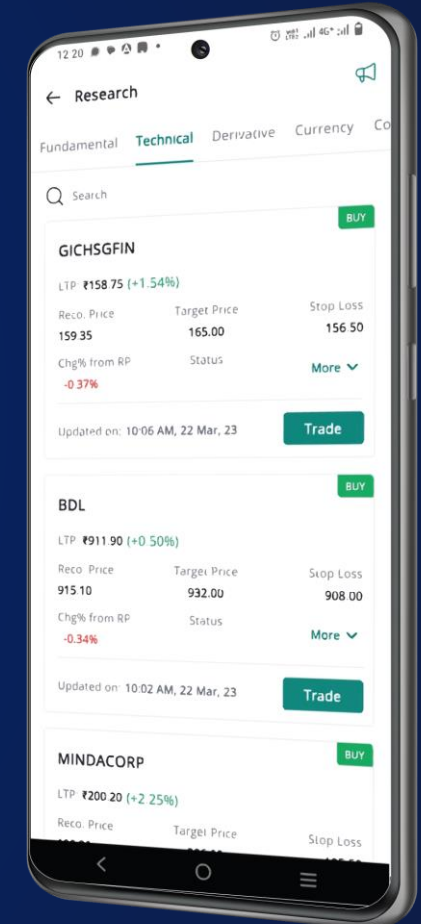 12 20
4G+
← Research
Fundamental Technical Derivative Currency Co
Search
BUY
GICHSGFIN
LTP ₹158 75 (+1.54%)
Reco. Price Target Price Stop Loss
159 35 165.00 156 50
Chg% from RP Status More
-0 37%
Updated on: 10:06 AM, 22 Mar, 23 Trade
BUY
BDL
LTP ₹911 90 (+0 50%)
Reco Price Target Price Stop Loss
915 10 932.00 908 00
Chg% from RP Status More
-0.34%
Updated on: 10:02 AM, 22 Mar, 23 Trade
BUY
MINDACORP
LTP ₹200 20 (+2 25%)
Reco. Price Target Price Stop Loss